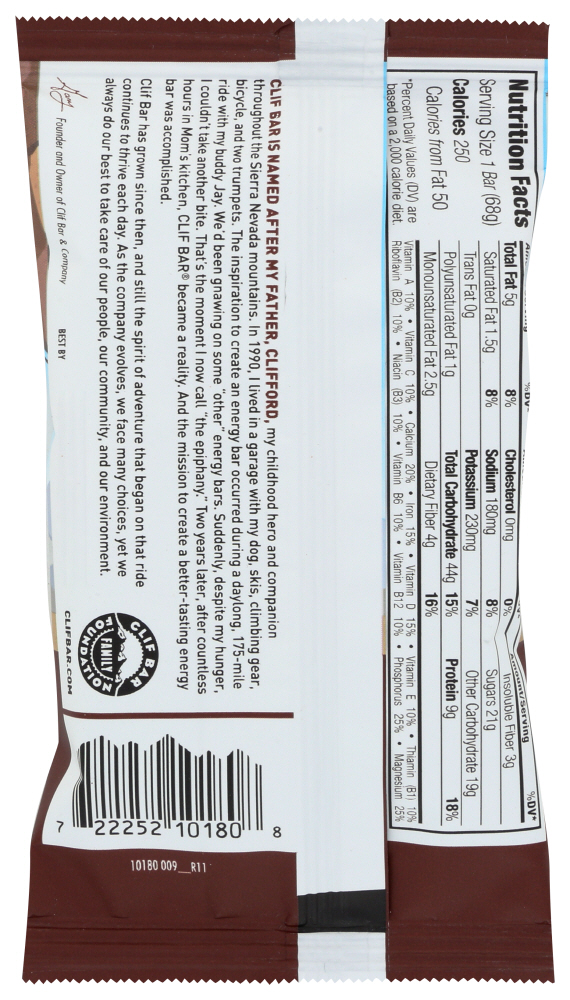 Nutrition Facts
Serving Size 1 Bar (68g)
Calories 250
Calories from Fat 50
*Percent Daily Values (DV) are
based on a 2,000 calorie diet.
%DV*
Total Fat 5g 8%
Saturated Fat 1.5g 8%
Trans Fat 0g
Polyunsaturated Fat 1g
Monounsaturated Fat 2.5g
Cholesterol 0mg 0%
Sodium 180mg 8%
Potassium 230mg 7%
Total Carbohydrate 44g 15%
Dietary Fiber 4g 16%
Amount/Serving %DV*
Insoluble Fiber 3g
Sugars 21g
Other Carbohydrate 19g
Protein 9g 18%
Vitamin A 10% • Vitamin C 10% • Calcium 20% • Iron 15% • Vitamin D 15% • Vitamin E 10% • Thiamin (B1) 10%
Riboflavin (B2) 10% • Niacin (B3) 10% • Vitamin B6 10% • Vitamin B12 10% • Phosphorus 25% • Magnesium 25%
CLIF BAR IS NAMED AFTER MY FATHER, CLIFFORD, my childhood hero and companion
throughout the Sierra Nevada mountains. In 1990, I lived in a garage with my dog, skis, climbing gear,
bicycle, and two trumpets. The inspiration to create an energy bar occurred during a daylong, 175-mile
ride with my buddy Jay. We'd been gnawing on some "other" energy bars. Suddenly, despite my hunger,
I couldn't take another bite. That's the moment I now call "the epiphany." Two years later, after countless
hours in Mom's kitchen, CLIF BAR® became a reality. And the mission to create a better-tasting energy
bar was accomplished.
Clif Bar has grown since then, and still the spirit of adventure that began on that ride
continues to thrive each day. As the company evolves, we face many choices, yet we
always do our best to take care of our people, our community, and our environment.
Gary Founder and Owner of Clif Bar & Company
BEST BY
CLIF BAR
FAMILY
FOUNDATION
CLIFBAR.COM
7 22252 10180 8
10180 009__R11